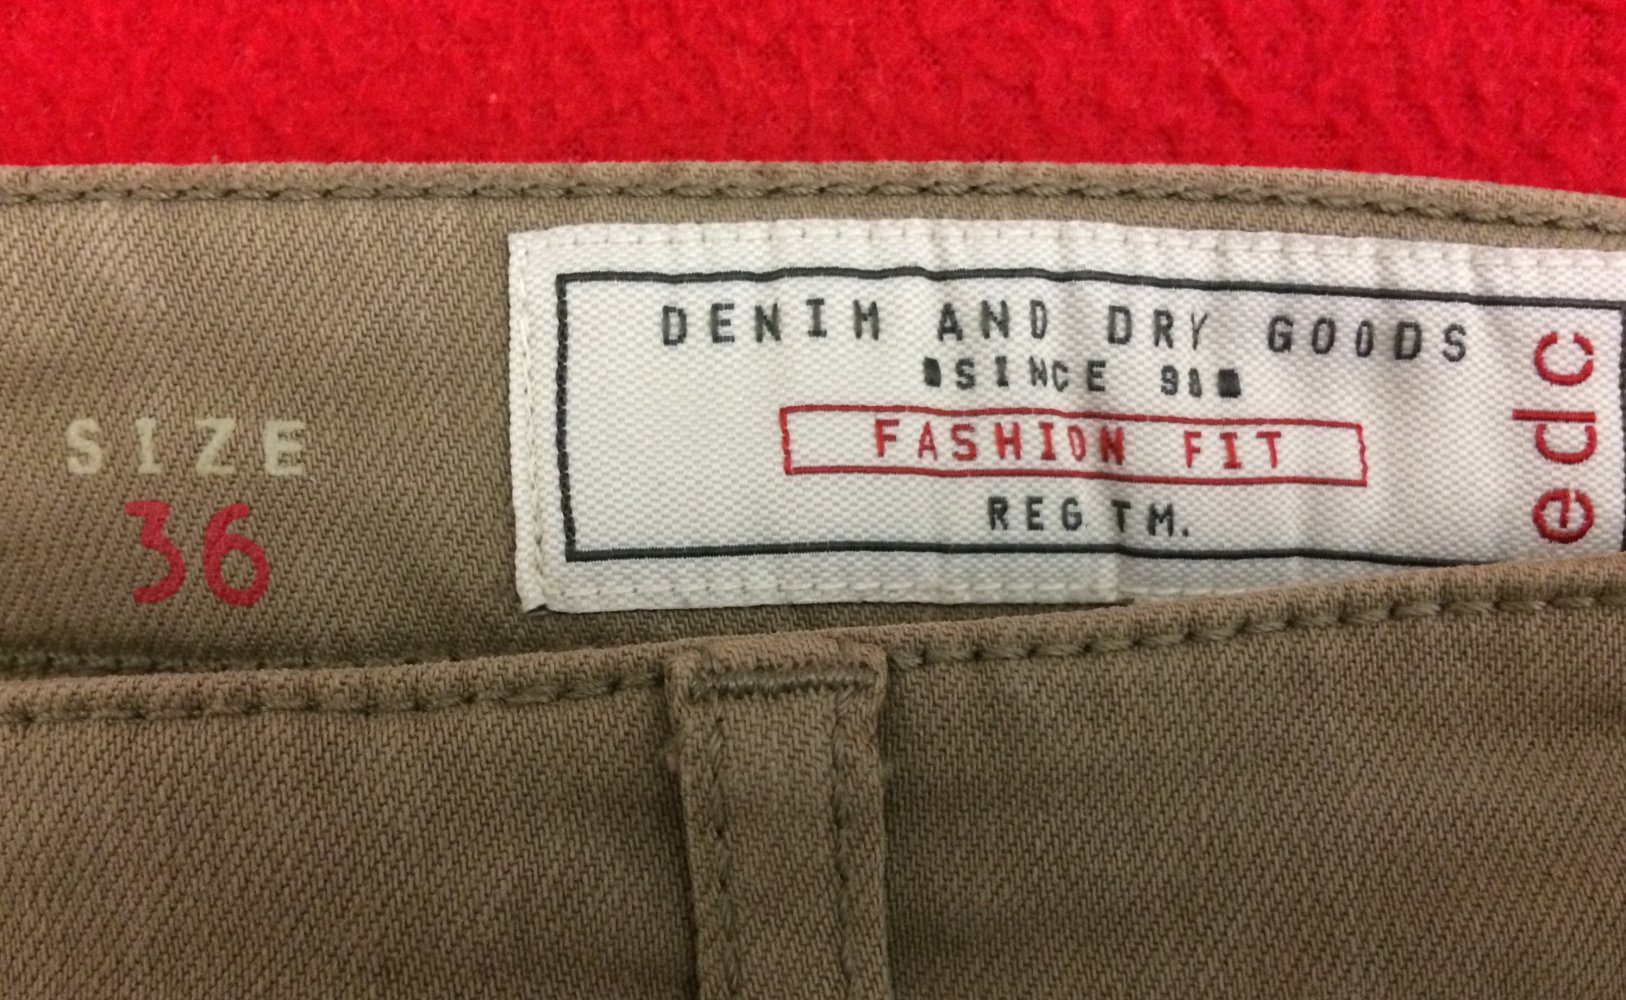 SIZE
36
DENIM AND DRY GOODS
SINCE 98
FASHION FIT
REG TM.
edc